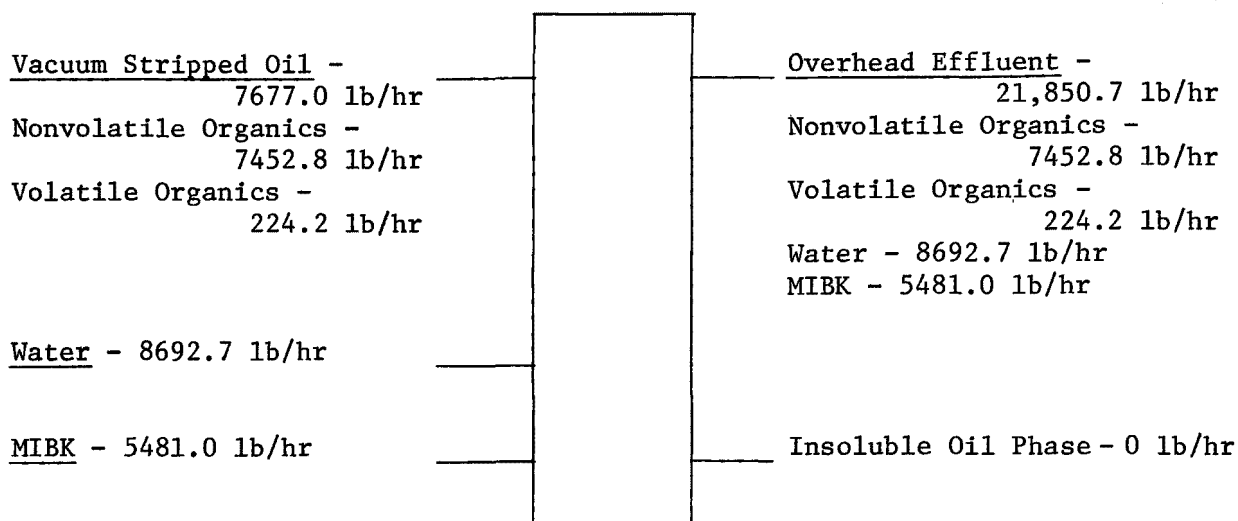 Vacuum Stripped Oil -
7677.0 lb/hr
Nonvolatile Organics -
7452.8 lb/hr
Volatile Organics -
224.2 lb/hr
Water - 8692.7 lb/hr
MIBK - 5481.0 lb/hr
Overhead Effluent -
21,850.7 lb/hr
Nonvolatile Organics -
7452.8 lb/hr
Volatile Organics -
224.2 lb/hr
Water - 8692.7 lb/hr
MIBK - 5481.0 lb/hr
Insoluble Oil Phase - 0 lb/hr